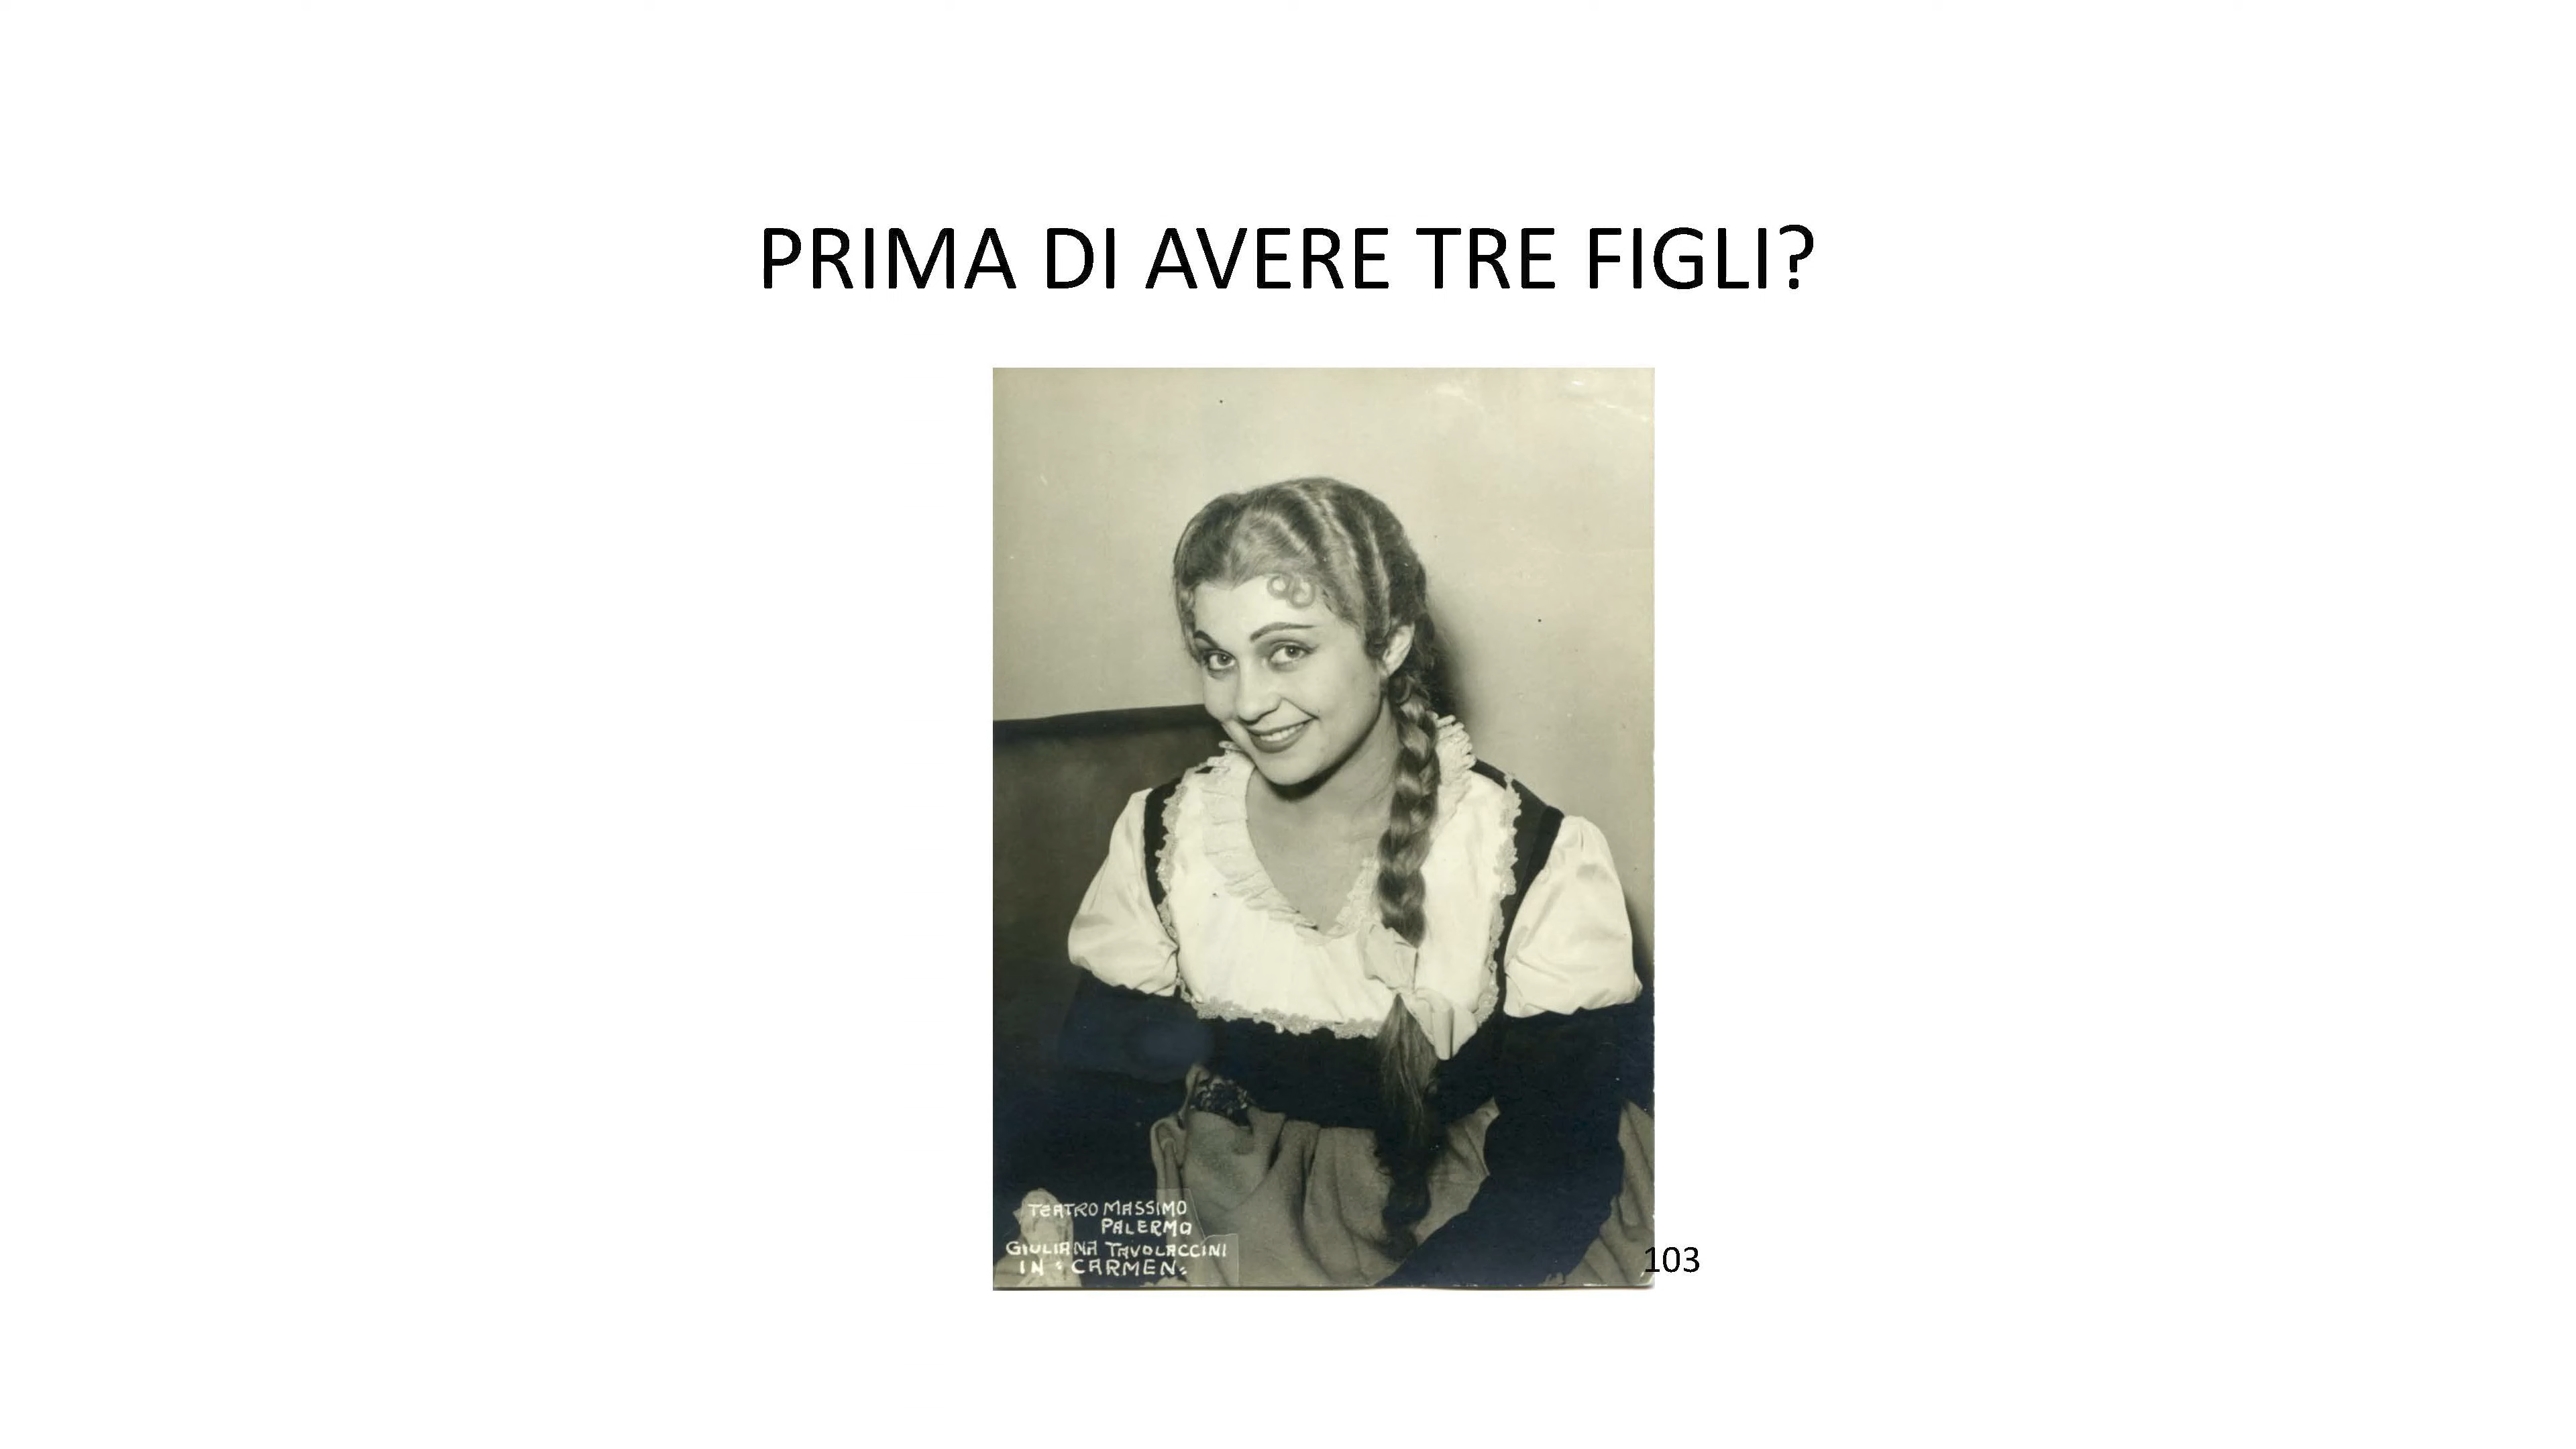 PRIMA DI AVERE TRE FIGLI?
TEATRO MASSIMO
PALERMO
GIULIANA TAVOLACCINI
IN "CARMEN"
103